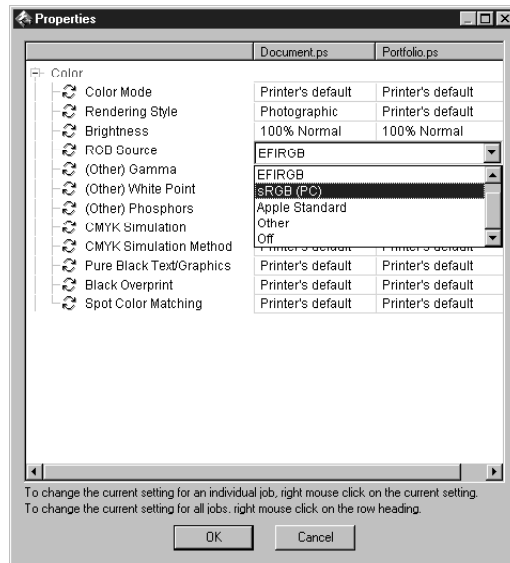 Properties
Document.ps Portfolio.ps
Color
Color Mode Printer's default Printer's default
Rendering Style Photographic Printer's default
Brightness 100% Normal 100% Normal
RGB Source EFIRGB
(Other) Gamma EFIRGB
(Other) White Point sRGB (PC)
(Other) Phosphors Apple Standard
CMYK Simulation Other
CMYK Simulation Method Off Printer's default Printer's default
Pure Black Text/Graphics Printer's default Printer's default
Black Overprint Printer's default Printer's default
Spot Color Matching Printer's default Printer's default
To change the current setting for an individual job, right mouse click on the current setting.
To change the current setting for all jobs. right mouse click on the row heading.
OK Cancel